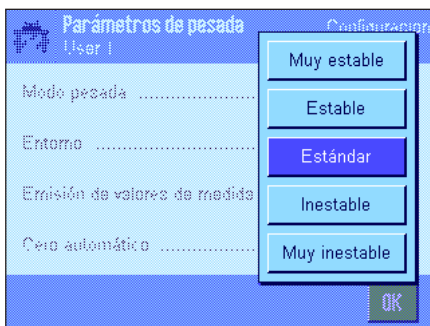 Parámetros de pesada
Configuracion
User 1
Modo pesada ....................
Entorno ...........................
Emisión de valores de medida
Cero automático ................
Muy estable
Estable
Estándar
Inestable
Muy inestable
OK